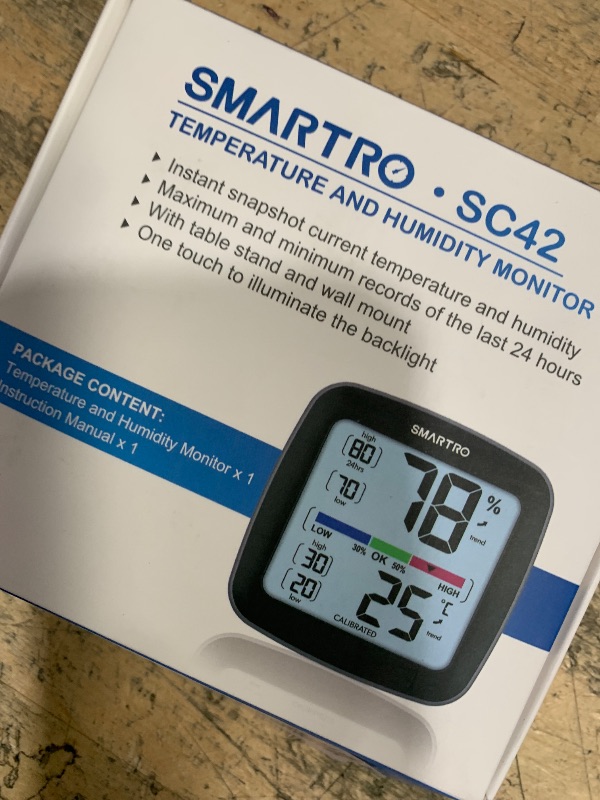 SMARTRO • SC42
TEMPERATURE AND HUMIDITY MONITOR
Instant snapshot current temperature and humidity
Maximum and minimum records of the last 24 hours
With table stand and wall mount
One touch to illuminate the backlight
PACKAGE CONTENT:
Temperature and Humidity Monitor x 1
Instruction Manual x 1
SMARTRO
high
80
24hrs
70
low
78 %
trend
LOW 30% OK 50% HIGH
high
30
20
low
25 °C
trend
CALIBRATED